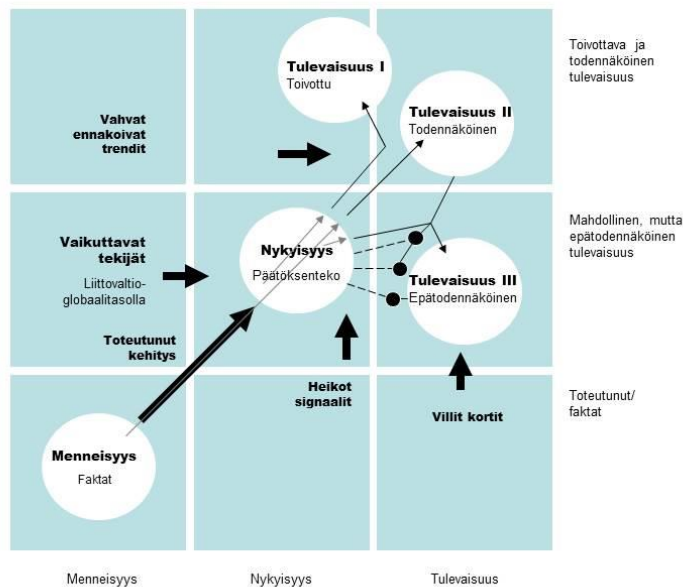 Tulevaisuus I
Toivottu
Toivottava ja
todennäköinen
tulevaisuus
Tulevaisuus II
Todennäköinen
Vahvat
ennakoivat
trendit
Mahdollinen, mutta
epätodennäköinen
tulevaisuus
Vaikuttavat
tekijät
Liittovaltio-
globaalitasolla
Nykyisyys
Päätöksenteko
Tulevaisuus III
Epätodennäköinen
Toteutunut
kehitys
Heikot
signaalit
Villit kortit
Toteutunut/
faktat
Menneisyys
Faktat
Menneisyys
Nykyisyys
Tulevaisuus